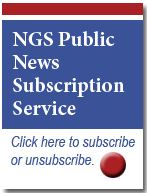 NGS Public
News
Subscription
Service
Click here to subscribe
or unsubscribe.